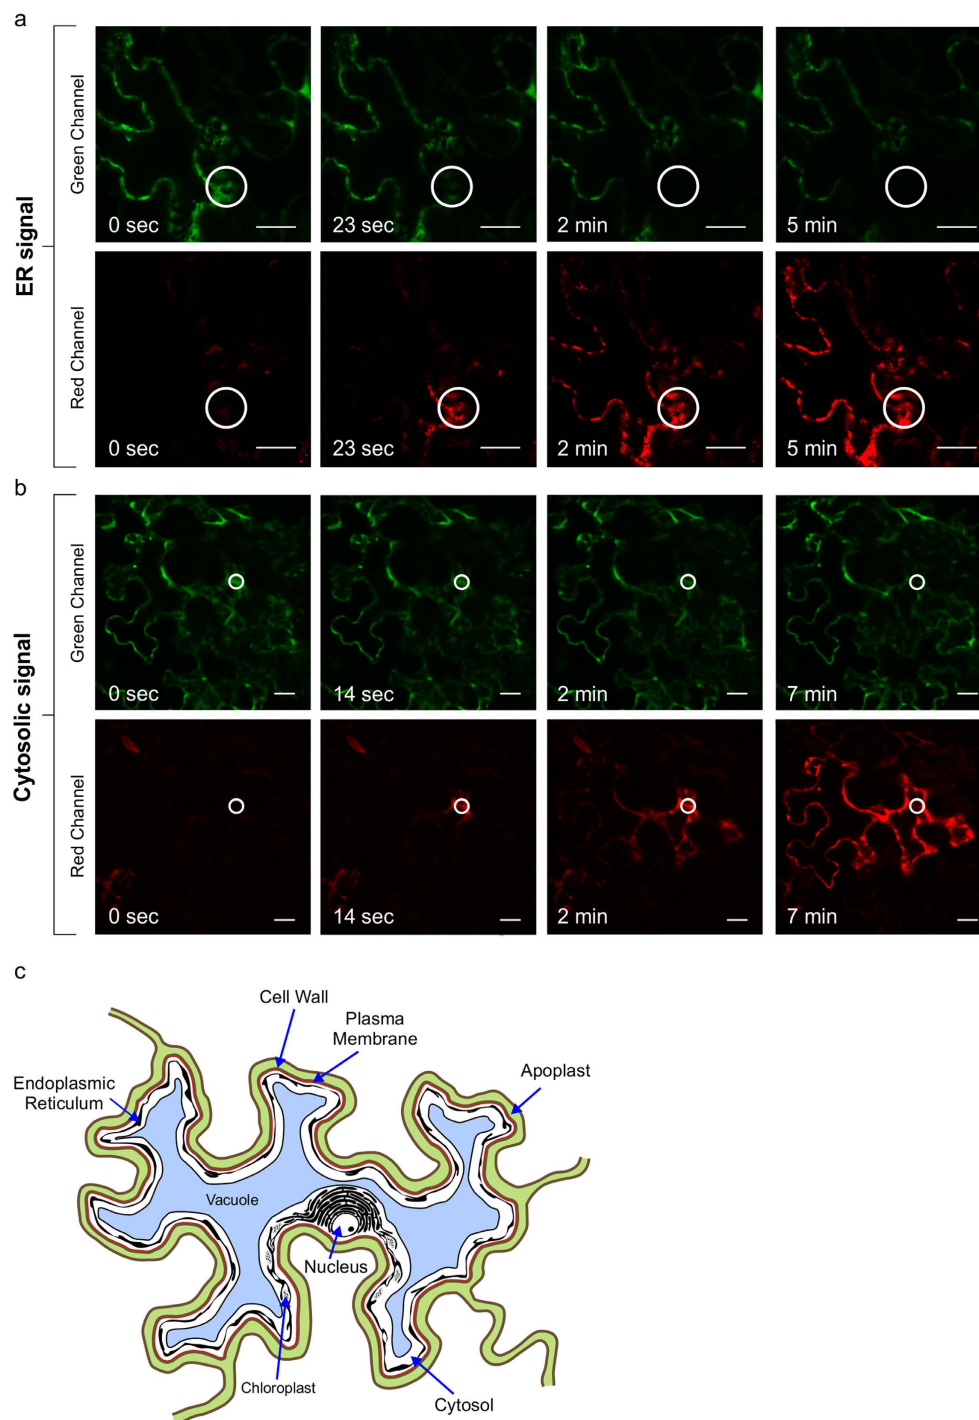 a
ER signal
Green Channel
0 sec
23 sec
2 min
5 min
Red Channel
0 sec
23 sec
2 min
5 min
b
Cytosolic signal
Green Channel
0 sec
14 sec
2 min
7 min
Red Channel
0 sec
14 sec
2 min
7 min
c
Cell Wall
Plasma
Membrane
Apoplast
Endoplasmic
Reticulum
Vacuole
Nucleus
Chloroplast
Cytosol